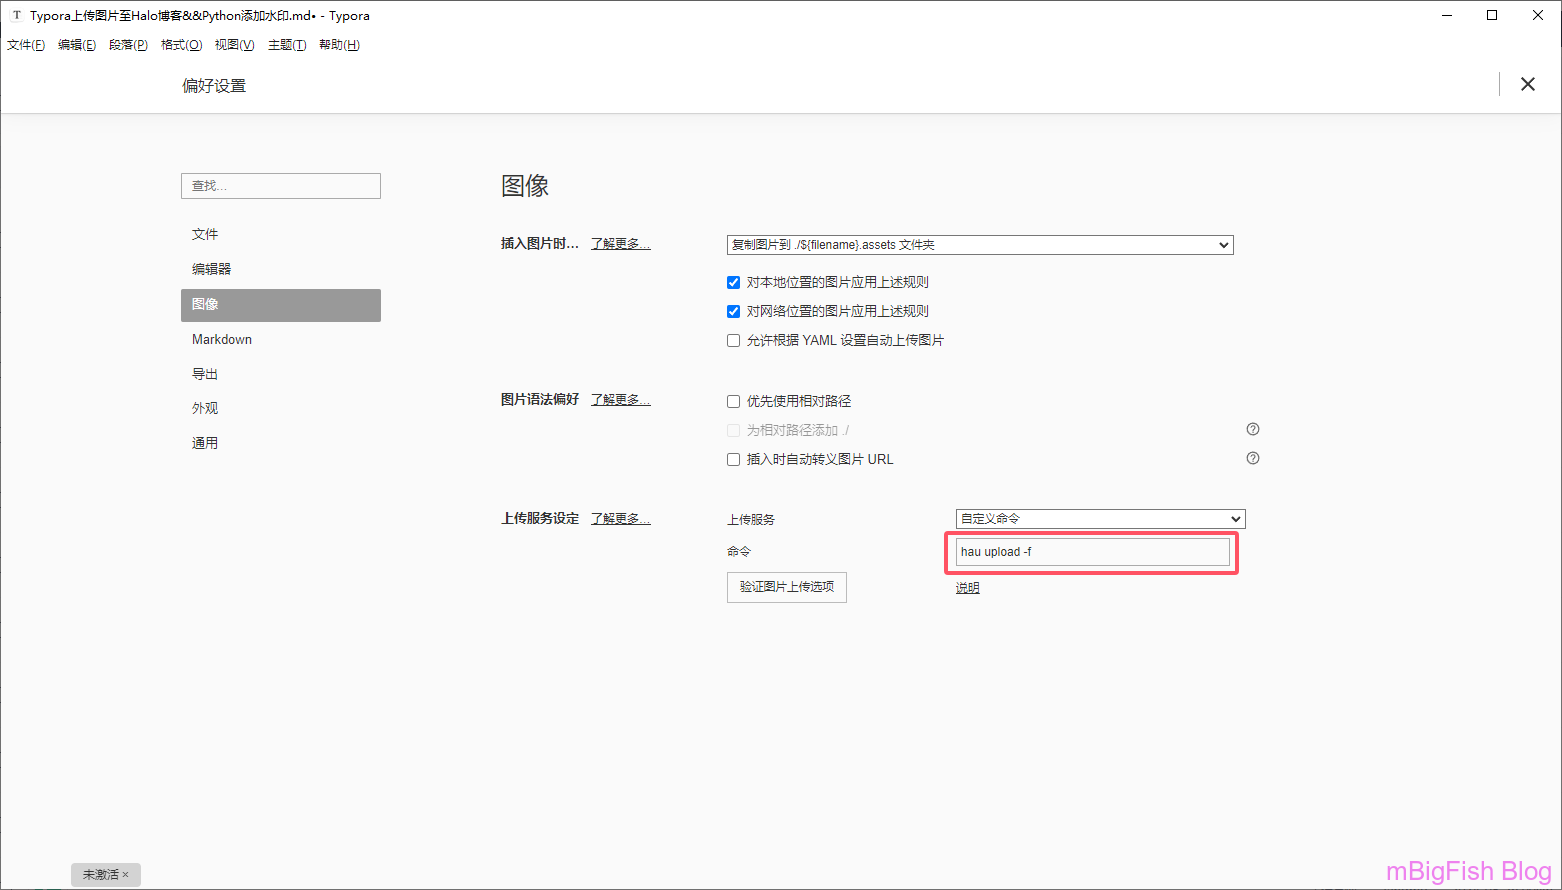 Typora上传图片至Halo博客&&Python添加水印.md• - Typora
文件(F) 编辑(E) 段落(P) 格式(O) 视图(V) 主题(T) 帮助(H)
偏好设置
查找...
文件
编辑器
图像
Markdown
导出
外观
通用
图像
插入图片时... 了解更多... 复制图片到 ./${filename}.assets 文件夹
对本地位置的图片应用上述规则
对网络位置的图片应用上述规则
允许根据 YAML 设置自动上传图片
图片语法偏好 了解更多... 优先使用相对路径
为相对路径添加 ./
插入时自动转义图片 URL
上传服务设定 了解更多... 上传服务 自定义命令
命令 hau upload -f
验证图片上传选项 说明
未激活 ×
mBigFish Blog